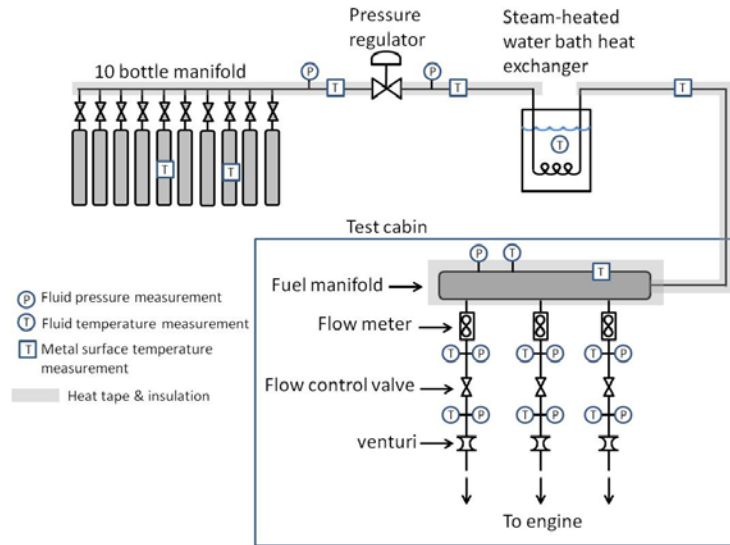 Pressure
regulator
Steam-heated
water bath heat
exchanger
10 bottle manifold
P
T
P
T
T
T
T
T
Test cabin
P
T
T
Fuel manifold
Flow meter
P Fluid pressure measurement
T Fluid temperature measurement
T Metal surface temperature
measurement
Heat tape & insulation
T P T P T P
Flow control valve
T P T P T P
venturi
To engine